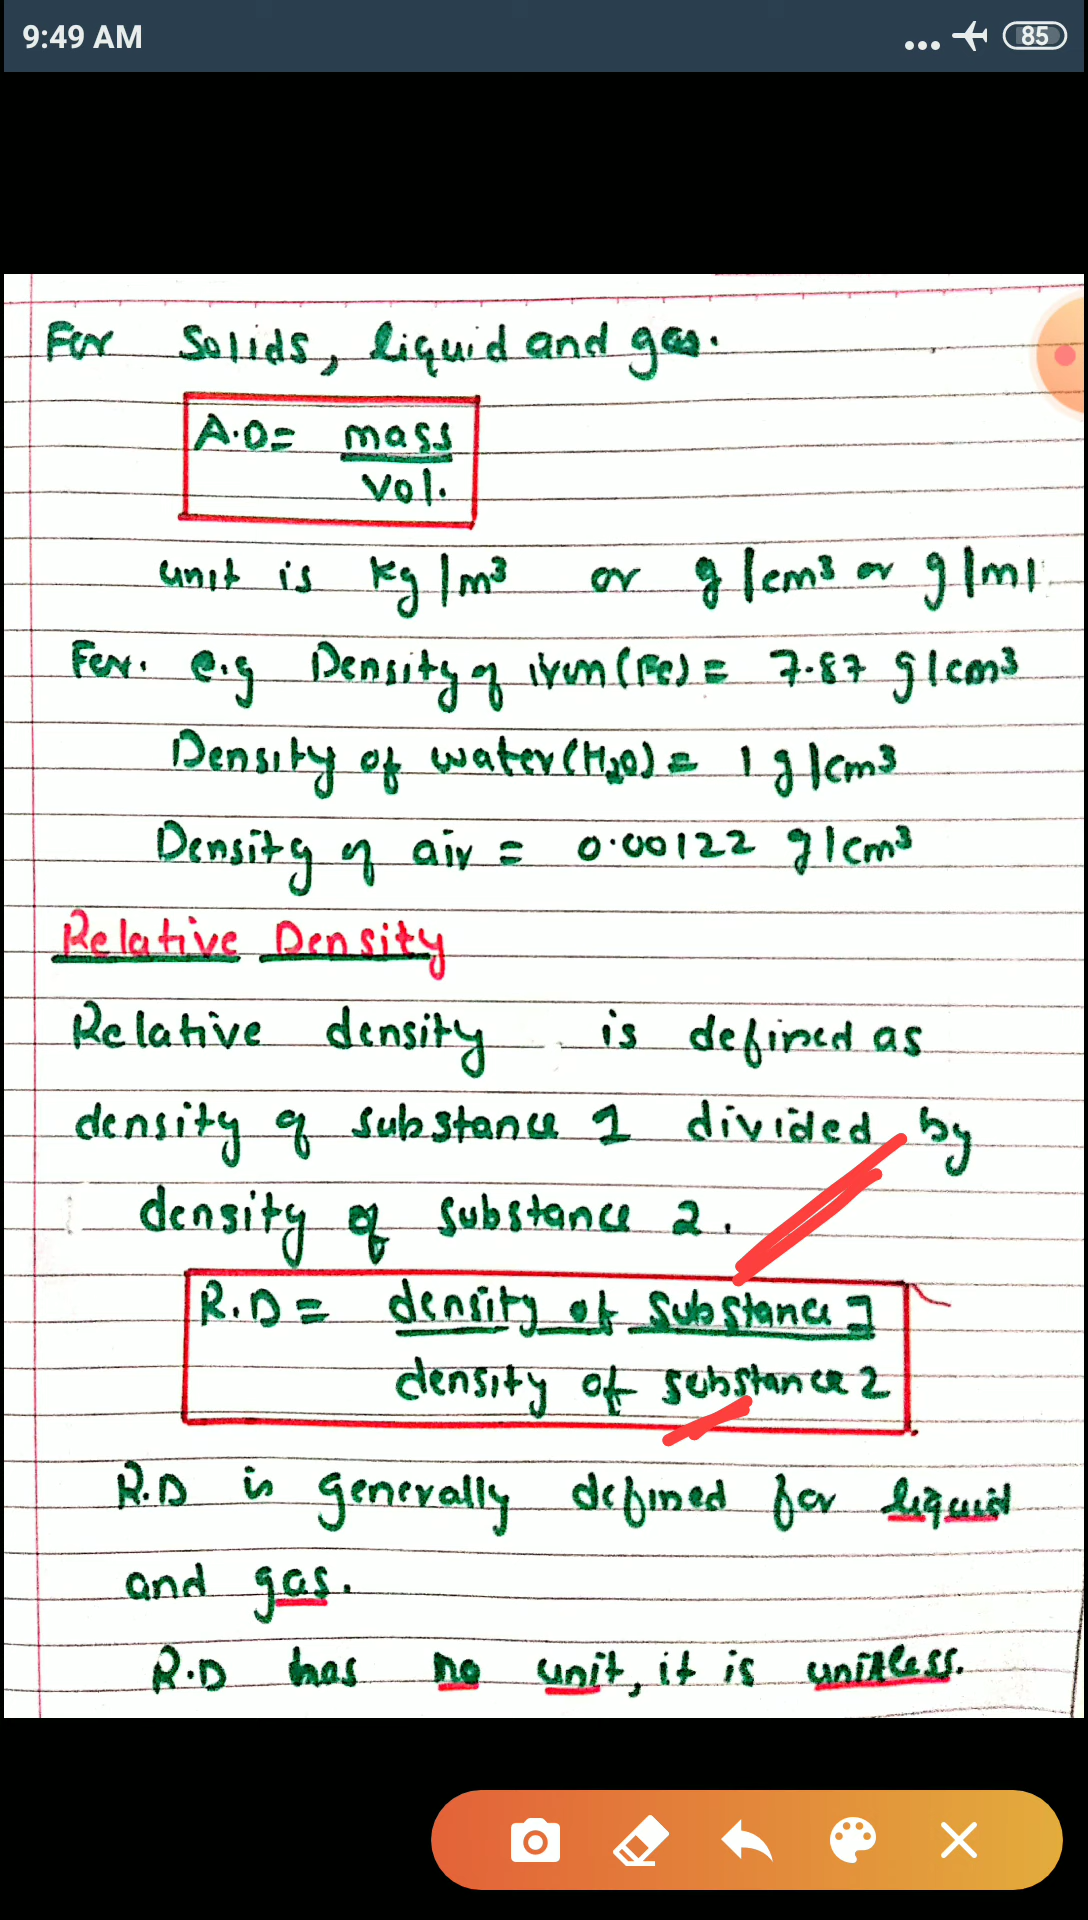 9:49 AM
85
For Solids, liquid and gas.
A.D = mass
vol.
unit is kg/m³ or g/cm³ or g/ml
For. e.g Density of iron (Fe) = 7.87 g/cm³
Density of water (H₂O) = 1 g/cm³
Density of air = 0.00122 g/cm³
Relative Density
Relative density is defined as
density of substance 1 divided by
density of substance 2.
R.D = density of substance 1
density of substance 2
R.D is generally defined for liquid
and gas.
R.D has no unit, it is unitless.